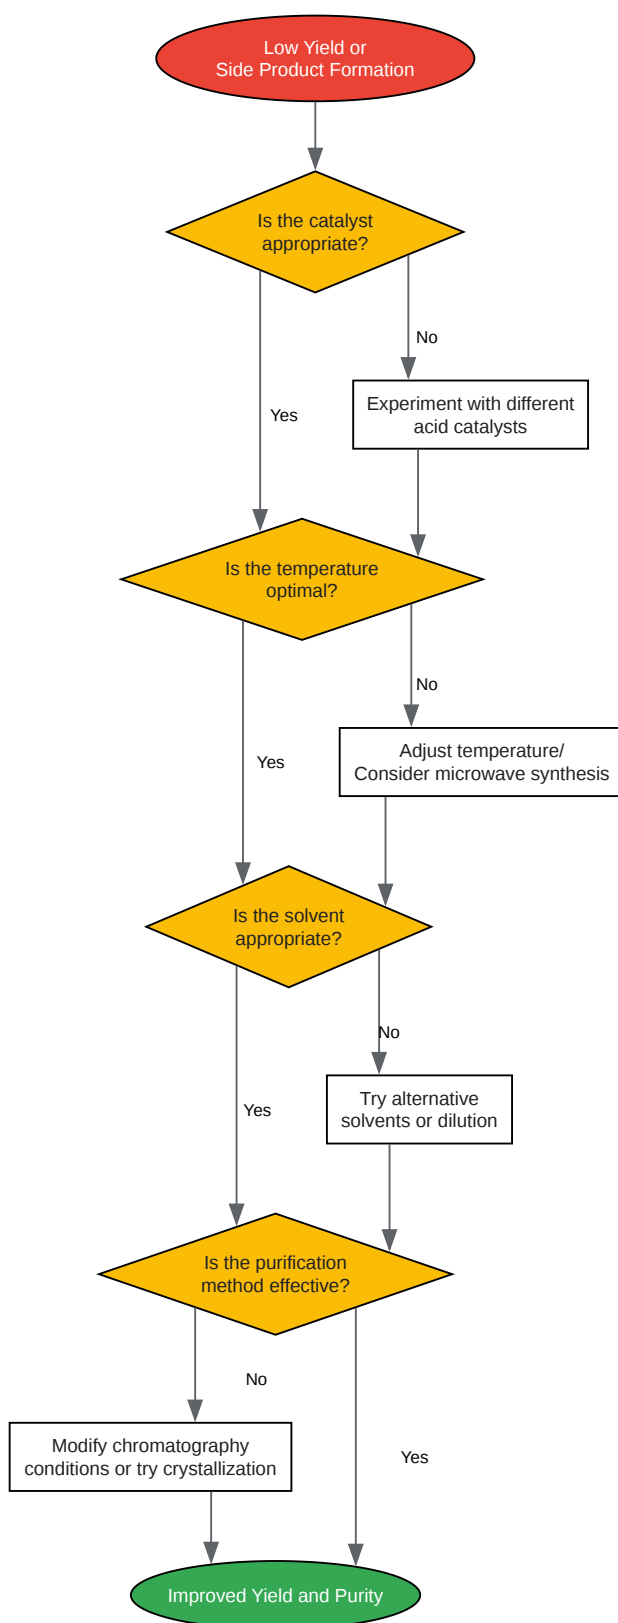 Low Yield or
Side Product Formation
Is the catalyst
appropriate?
No
Yes
Experiment with different
acid catalysts
Is the temperature
optimal?
No
Yes
Adjust temperature/
Consider microwave synthesis
Is the solvent
appropriate?
No
Yes
Try alternative
solvents or dilution
Is the purification
method effective?
No
Yes
Modify chromatography
conditions or try crystallization
Improved Yield and Purity